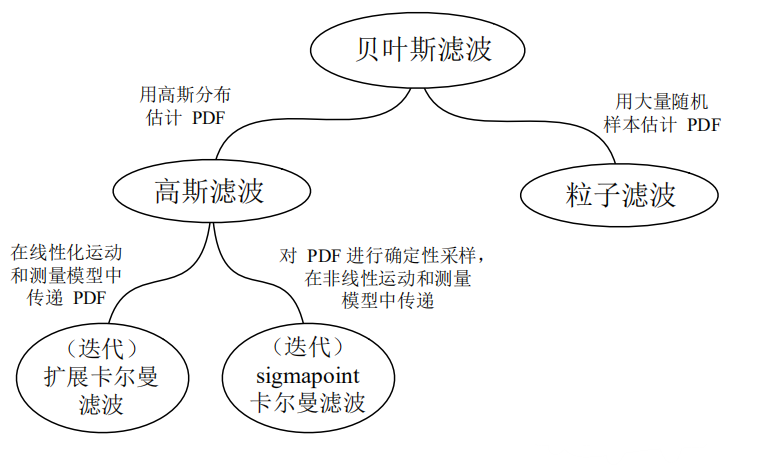 贝叶斯滤波
用高斯分布
估计 PDF
用大量随机
样本估计 PDF
高斯滤波
粒子滤波
在线性化运动
和测量模型中
传递 PDF
对 PDF 进行确定性采样，
在非线性运动和测量
模型中传递
（迭代）
扩展卡尔曼
滤波
（迭代）
sigmapoint
卡尔曼滤波